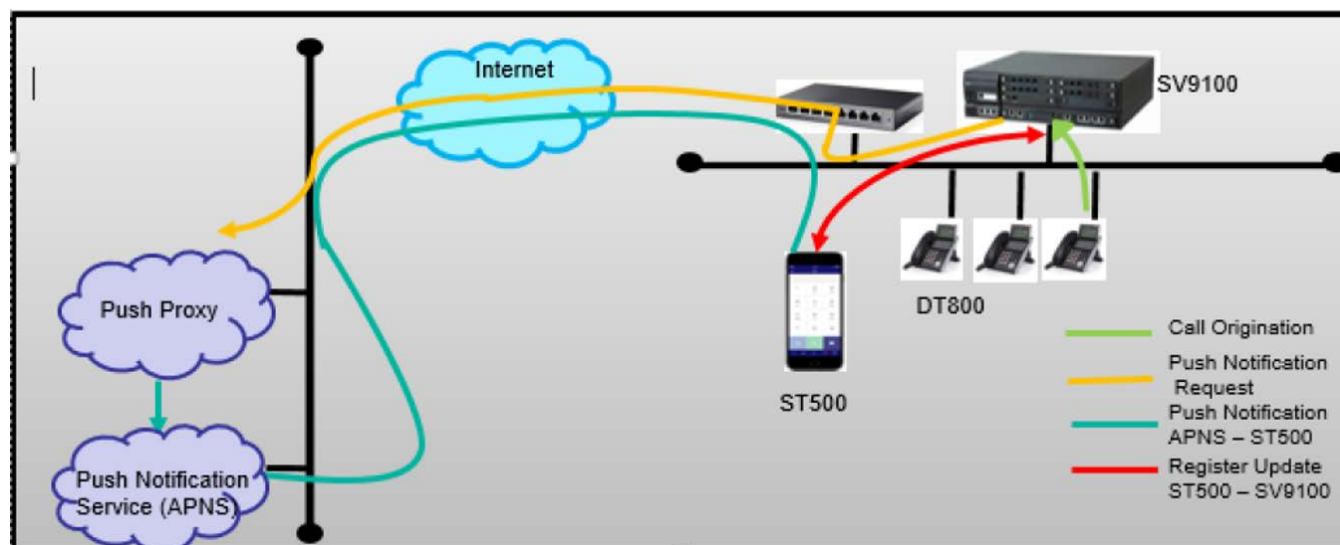 Internet
SV9100
Push Proxy
Push Notification
Service (APNS)
ST500
DT800
Call Origination
Push Notification
Request
Push Notification
APNS – ST500
Register Update
ST500 – SV9100